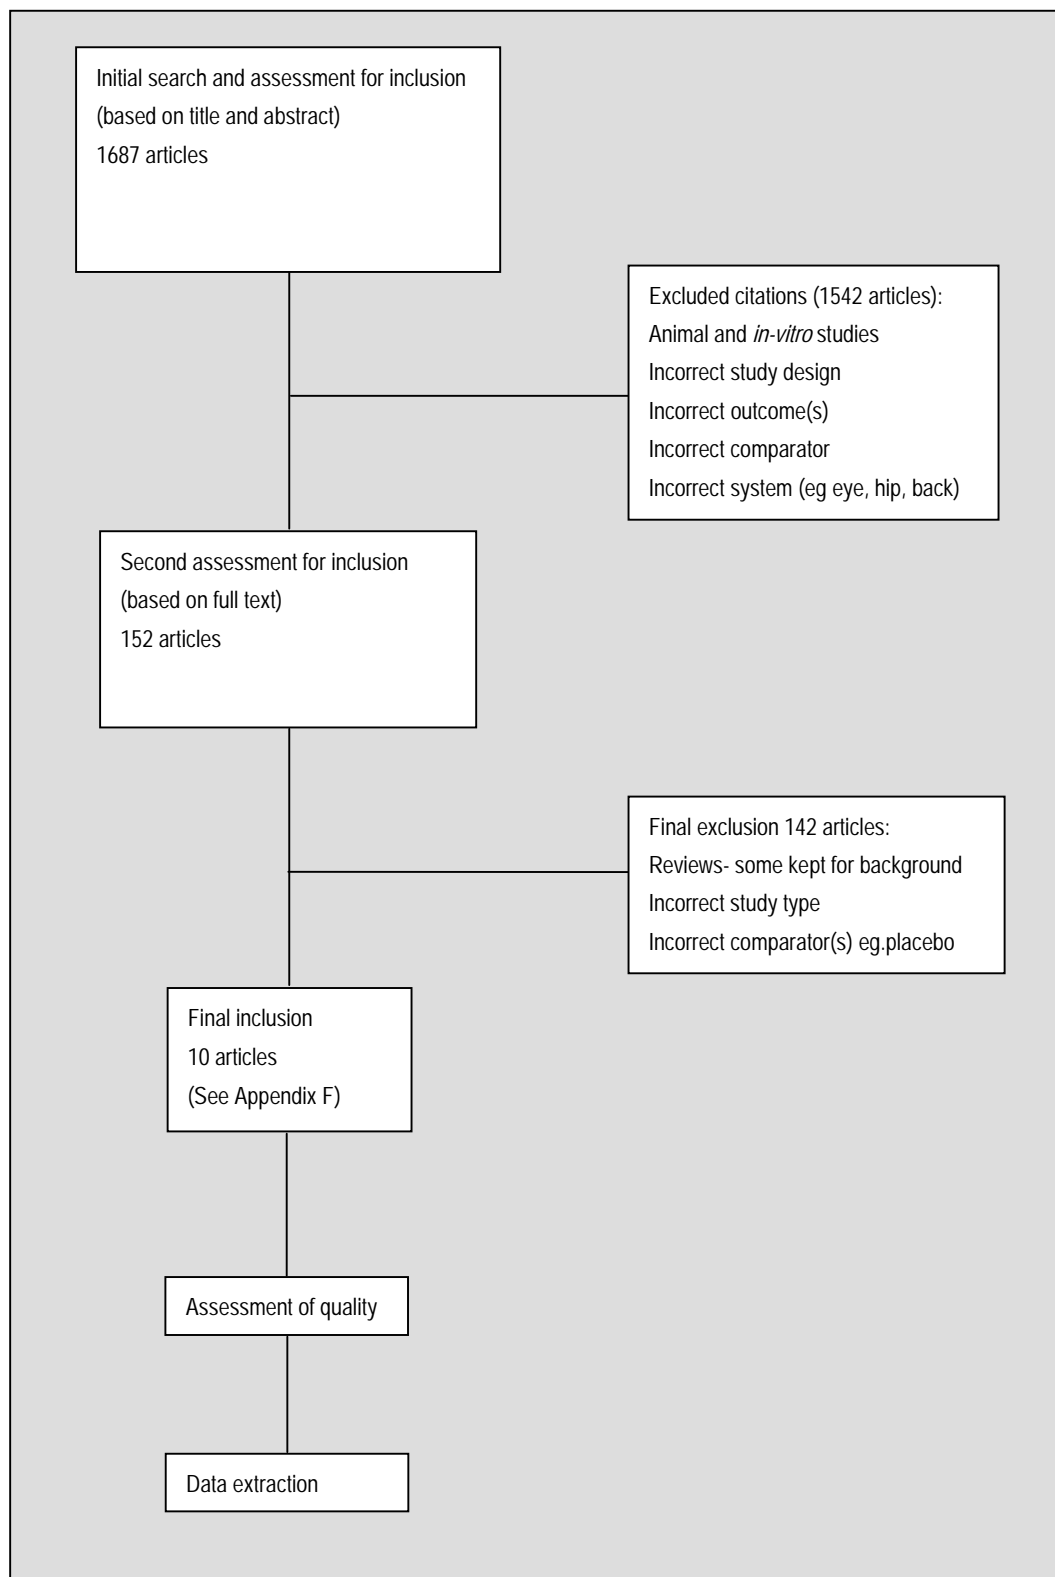 Initial search and assessment for inclusion
(based on title and abstract)
1687 articles
Excluded citations (1542 articles):
Animal and in-vitro studies
Incorrect study design
Incorrect outcome(s)
Incorrect comparator
Incorrect system (eg eye, hip, back)
Second assessment for inclusion
(based on full text)
152 articles
Final exclusion 142 articles:
Reviews- some kept for background
Incorrect study type
Incorrect comparator(s) eg.placebo
Final inclusion
10 articles
(See Appendix F)
Assessment of quality
Data extraction